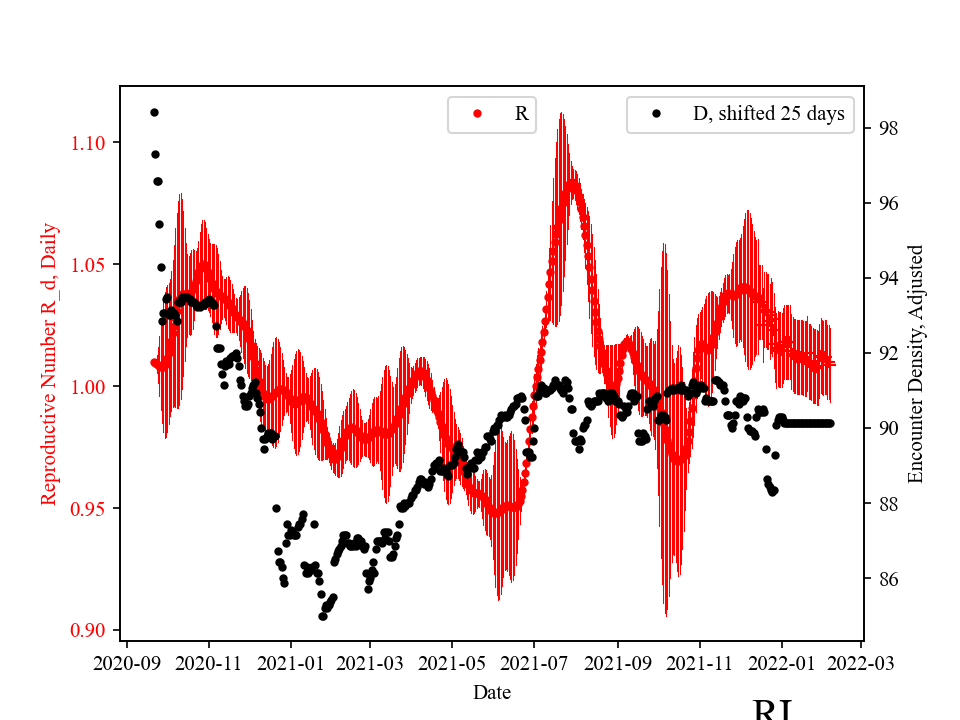 R
D, shifted 25 days
1.10
1.05
1.00
0.95
0.90
Reproductive Number R_d, Daily
98
96
94
92
90
88
86
Encounter Density, Adjusted
2020-09 2020-11 2021-01 2021-03 2021-05 2021-07 2021-09 2021-11 2022-01 2022-03
Date
RI